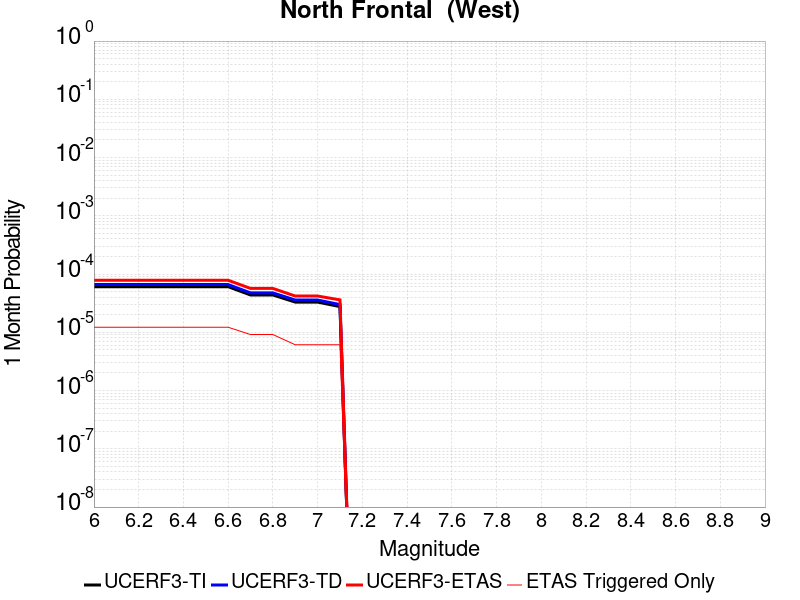 North Frontal  (West)
10^0
10^-1
10^-2
10^-3
10^-4
10^-5
10^-6
10^-7
10^-8
1 Month Probability
6 6.2 6.4 6.6 6.8 7 7.2 7.4 7.6 7.8 8 8.2 8.4 8.6 8.8 9
Magnitude
UCERF3-TI UCERF3-TD UCERF3-ETAS ETAS Triggered Only